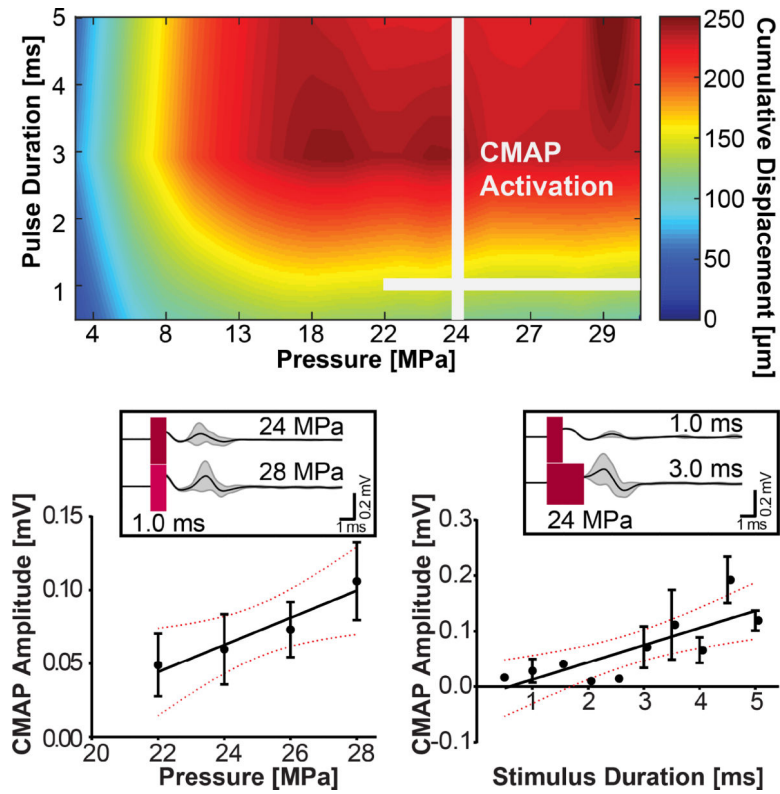 Pulse Duration [ms]
5
4
3
2
1
4
8
13
18
22
24
27
29
Pressure [MPa]
CMAP
Activation
250
200
150
100
50
0
Cumulative Displacement [µm]
24 MPa
28 MPa
1.0 ms
0.2 mV
1 ms
CMAP Amplitude [mV]
0.15
0.10
0.05
0.00
20
22
24
26
28
Pressure [MPa]
1.0 ms
3.0 ms
24 MPa
0.2 mV
1 ms
CMAP Amplitude [mV]
0.3
0.2
0.1
0.0
-0.1
1
2
3
4
5
Stimulus Duration [ms]